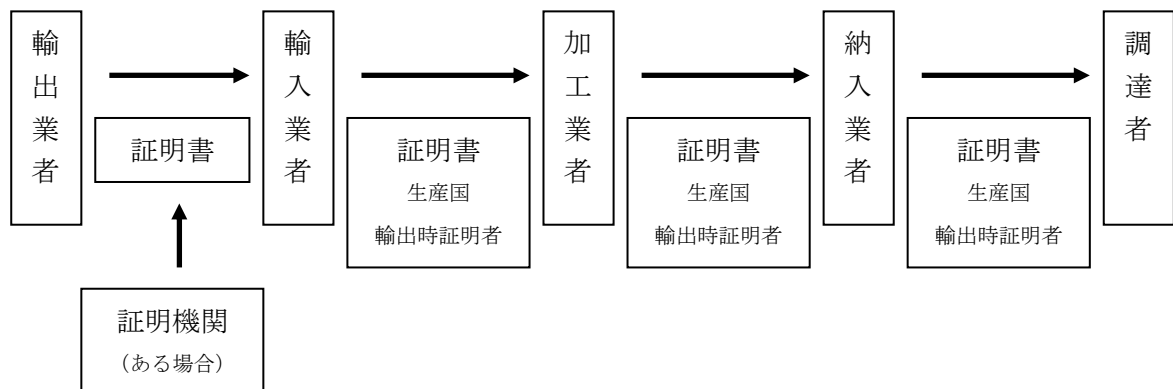 輸出業者
証明書
証明機関
（ある場合）
輸入業者
証明書
生産国
輸出時証明者
加工業者
証明書
生産国
輸出時証明者
納入業者
証明書
生産国
輸出時証明者
調達者